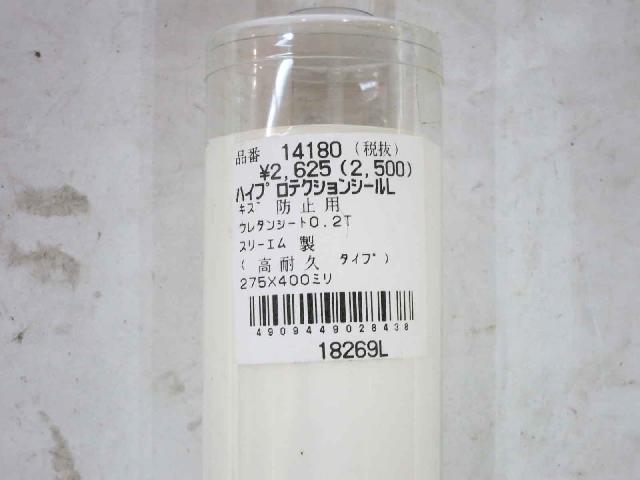 品番 14180 (税抜)
¥2,625(2,500)
ハイプロテクションシールL
キズ 防止用
ウレタンシート0.2T
スリーエム 製
(高耐久 タイプ)
275X400ミリ
4909449028438
18269L